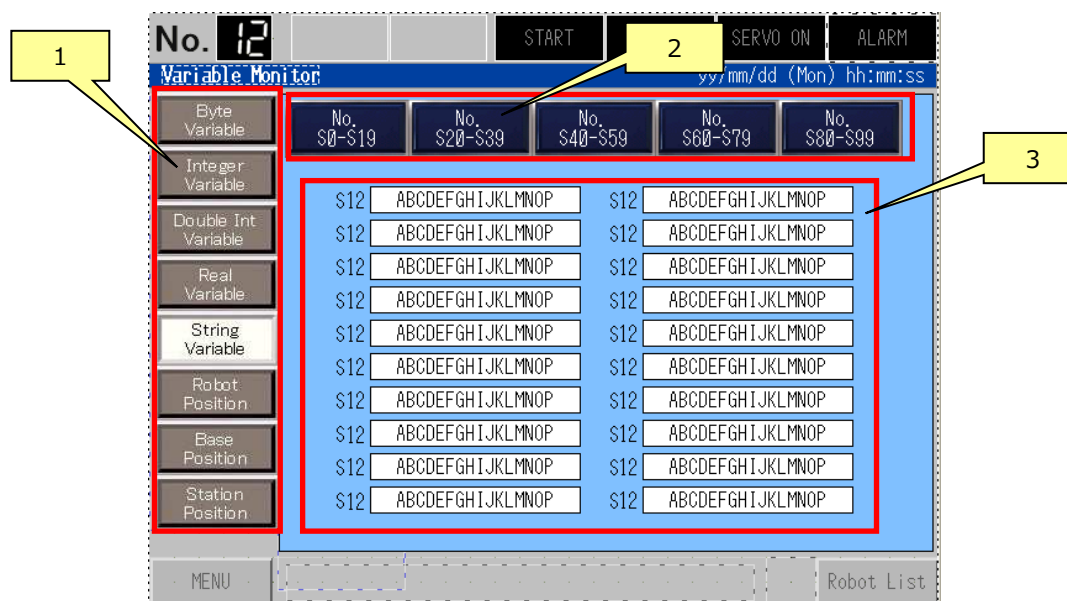 No. 12 START SERVO ON ALARM
1
2
3
Variable Monitor yy/mm/dd (Mon) hh:mm:ss
Byte
Variable
Integer
Variable
Double Int
Variable
Real
Variable
String
Variable
Robot
Position
Base
Position
Station
Position
No.
S0-S19
No.
S20-S39
No.
S40-S59
No.
S60-S79
No.
S80-S99
S12 ABCDEFGHIJKLMNOP S12 ABCDEFGHIJKLMNOP
S12 ABCDEFGHIJKLMNOP S12 ABCDEFGHIJKLMNOP
S12 ABCDEFGHIJKLMNOP S12 ABCDEFGHIJKLMNOP
S12 ABCDEFGHIJKLMNOP S12 ABCDEFGHIJKLMNOP
S12 ABCDEFGHIJKLMNOP S12 ABCDEFGHIJKLMNOP
S12 ABCDEFGHIJKLMNOP S12 ABCDEFGHIJKLMNOP
S12 ABCDEFGHIJKLMNOP S12 ABCDEFGHIJKLMNOP
S12 ABCDEFGHIJKLMNOP S12 ABCDEFGHIJKLMNOP
S12 ABCDEFGHIJKLMNOP S12 ABCDEFGHIJKLMNOP
S12 ABCDEFGHIJKLMNOP S12 ABCDEFGHIJKLMNOP
MENU Robot List